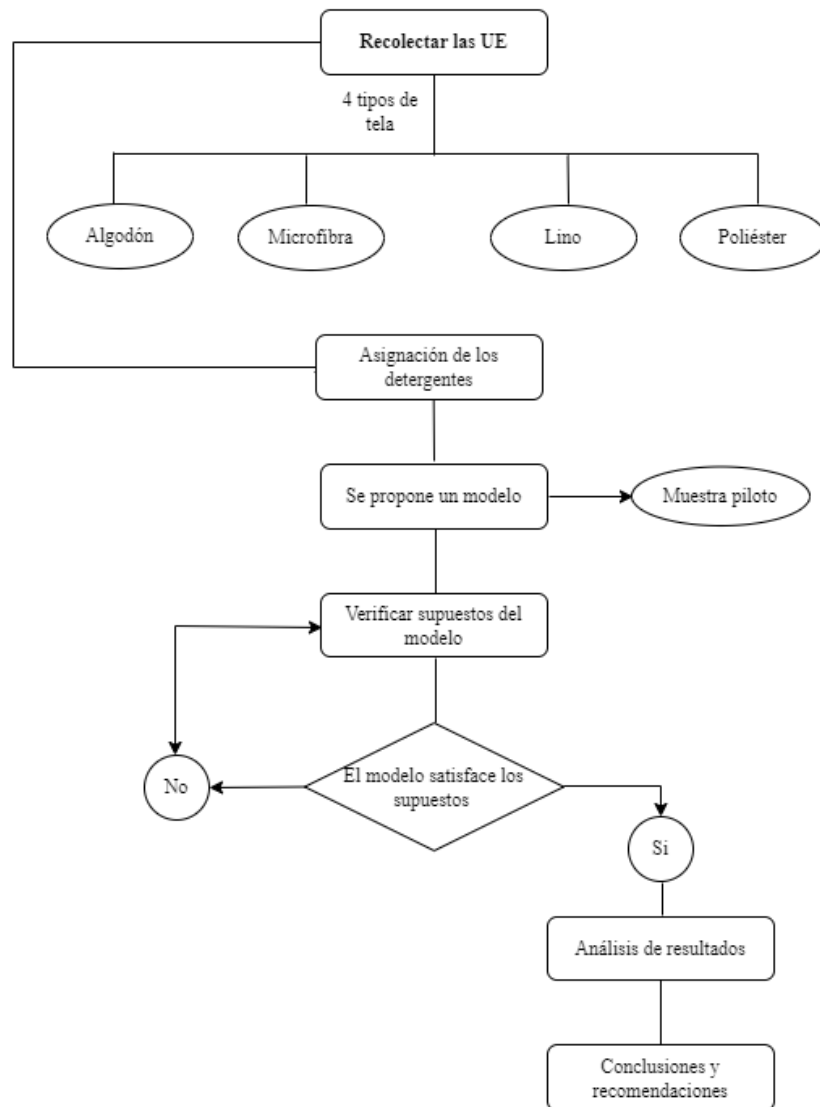 Recolectar las UE
4 tipos de
tela
Algodón
Microfibra
Lino
Poliéster
Asignación de los
detergentes
Se propone un modelo
Muestra piloto
Verificar supuestos del
modelo
No
El modelo satisface los
supuestos
Si
Análisis de resultados
Conclusiones y
recomendaciones